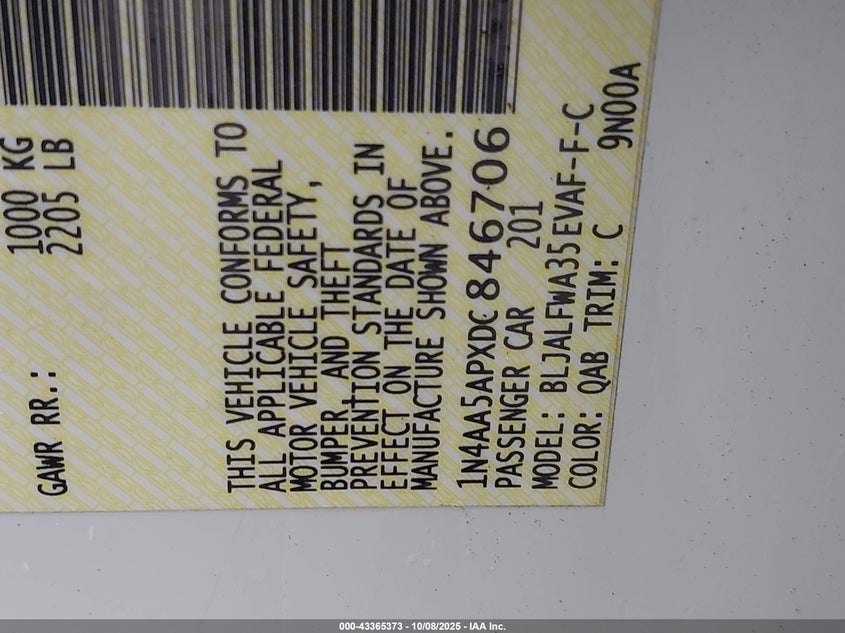 GAWR RR.: 1000 KG
2205 LB
THIS VEHICLE CONFORMS TO
ALL APPLICABLE FEDERAL
MOTOR VEHICLE SAFETY,
BUMPER, AND THEFT
PREVENTION STANDARDS IN
EFFECT ON THE DATE OF
MANUFACTURE SHOWN ABOVE.
1N4AA5APXDC846706
PASSENGER CAR 201
MODEL: BLJALFWA35EVAF-F-C
COLOR: QAB TRIM: C 9N00A
000-43365373 - 10/08/2025 - IAA Inc.